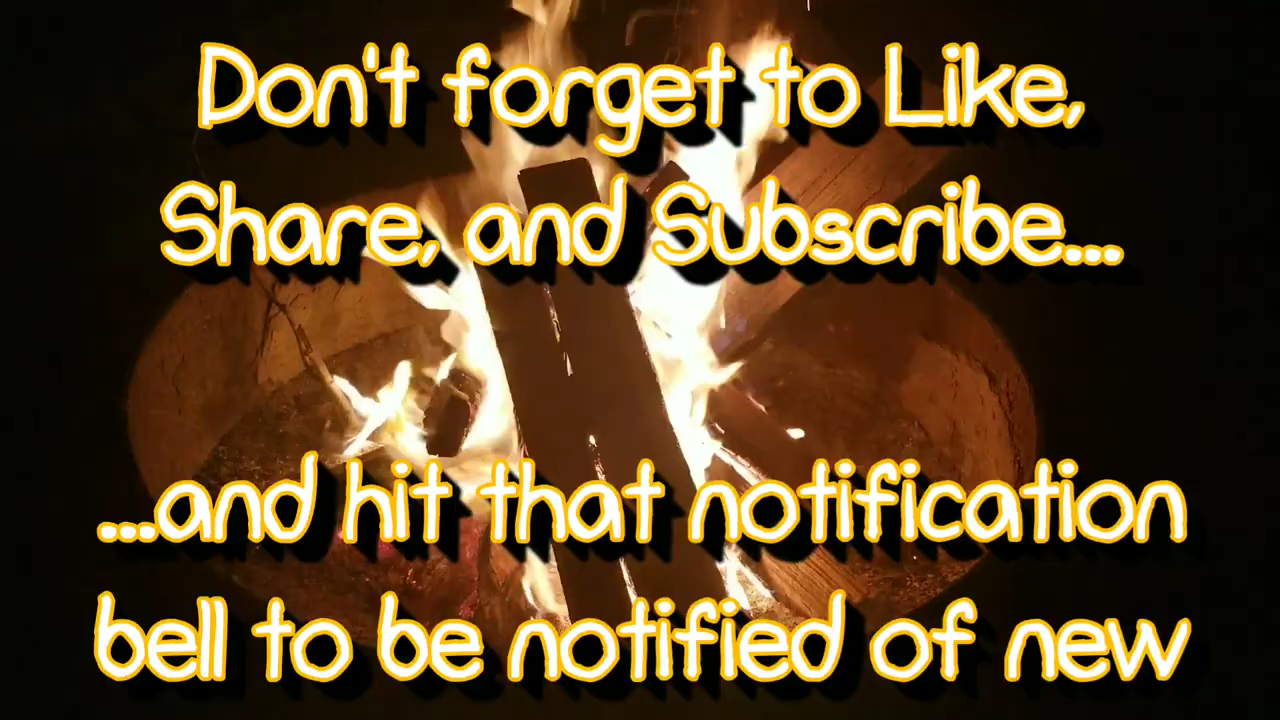 Don't forget to Like,
Share, and Subscribe...
...and hit that notification
bell to be notified of new